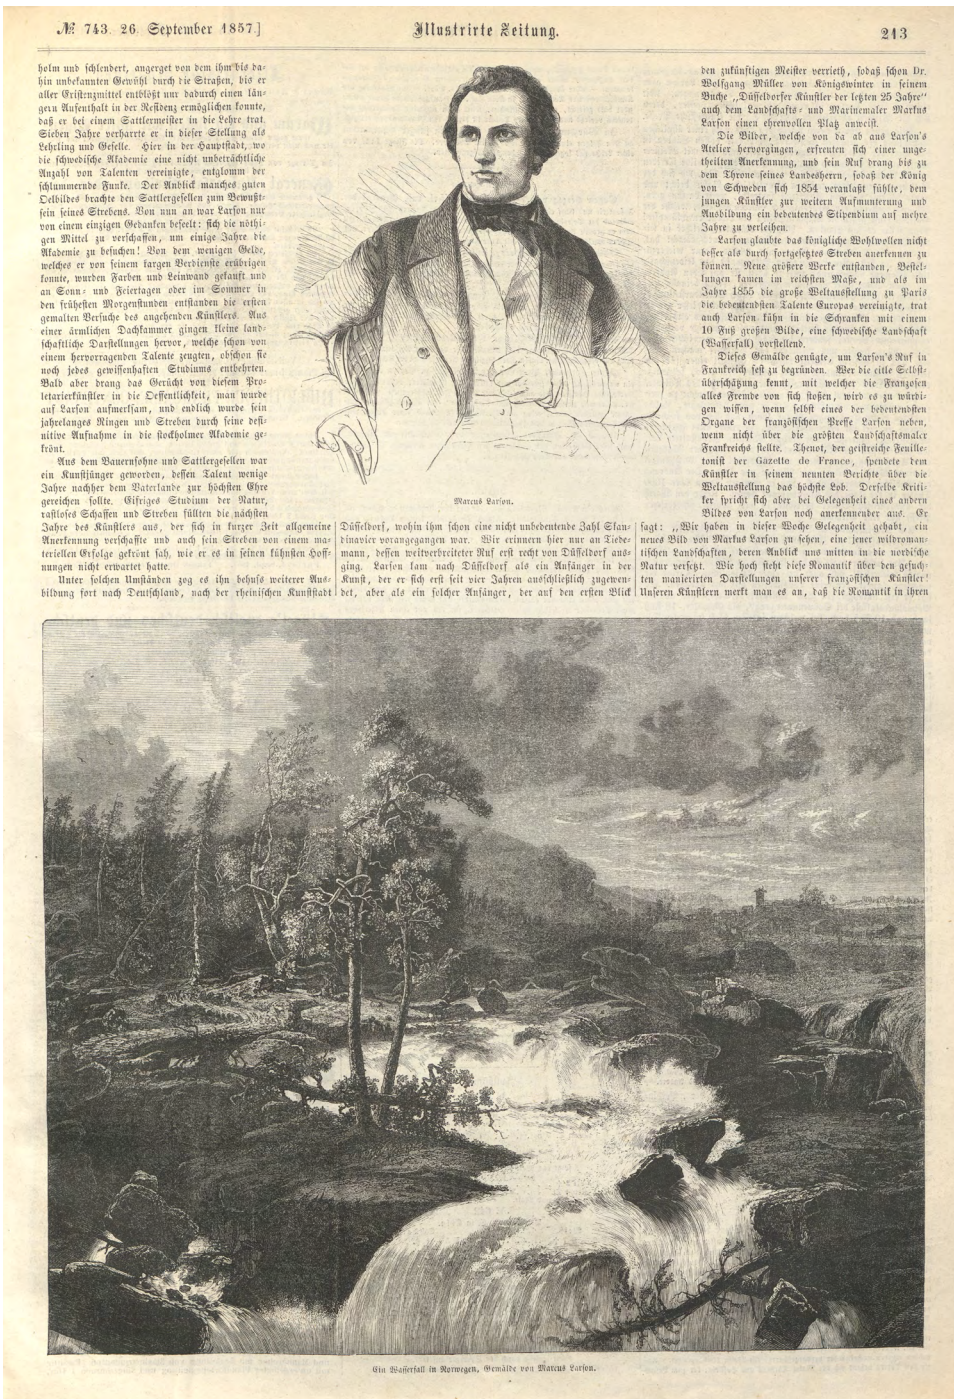 № 743. 26. September 1857.]
Illustrirte Zeitung.
213
holm und schlendert, angeregt von dem ihm bis da-
hin unbekannten Gewühl durch die Straßen, bis er
aller Existenzmittel entblößt nur dadurch einen län-
gern Aufenthalt in der Residenz ermöglichen konnte,
daß er bei einem Sattlermeister in die Lehre trat.
Sieben Jahre verharrte er in dieser Stellung als
Lehrling und Geselle. Hier in der Hauptstadt, wo
die schwedische Akademie eine nicht unbeträchtliche
Anzahl von Talenten vereinigte, entglomm der
schlummernde Funke. Der Anblick manches guten
Oelbildes brachte den Sattlergesellen zum Bewußt-
sein seines Strebens. Von nun an war Larson nur
von einem einzigen Gedanken beseelt: sich die nöthi-
gen Mittel zu verschaffen, um einige Jahre die
Akademie zu besuchen! Von dem wenigen Gelde,
welches er von seinem kargen Verdienste erübrigen
konnte, wurden Farben und Leinwand gekauft und
an Sonn- und Feiertagen oder im Sommer in
den frühesten Morgenstunden entstanden die ersten
gemalten Versuche des angehenden Künstlers. Aus
einer ärmlichen Dachkammer gingen kleine land-
schaftliche Darstellungen hervor, welche schon von
einem hervorragenden Talente zeugten, obschon sie
noch jedes gewissenhaften Studiums entbehrten.
Bald aber drang das Gerücht von diesem Pro-
letarierkünstler in die Oeffentlichkeit, man wurde
auf Larson aufmerksam, und endlich wurde sein
jahrelanges Ringen und Streben durch seine defi-
nitive Aufnahme in die stockholmer Akademie ge-
krönt.
Aus dem Bauernsohne und Sattlergesellen war
ein Kunstjünger geworden, dessen Talent wenige
Jahre nachher dem Vaterlande zur höchsten Ehre
gereichen sollte. Eifriges Studium der Natur,
rastloses Schaffen und Streben füllten die nächsten
Jahre des Künstlers aus, der sich in kurzer Zeit allgemeine
Anerkennung verschaffte und auch sein Streben von einem ma-
teriellen Erfolge gekrönt sah, wie er es in seinen kühnsten Hoff-
nungen nicht erwartet hatte.
Unter solchen Umständen zog es ihn behufs weiterer Aus-
bildung fort nach Deutschland, nach der rheinischen Kunststadt
Marcus Larson.
Düsseldorf, wohin ihm schon eine nicht unbedeutende Zahl Skan-
dinavier vorangegangen war. Wir erinnern hier nur an Tiede-
mand, dessen weitverbreiteter Ruf erst recht von Düsseldorf aus-
ging. Larson kam nach Düsseldorf als ein Anfänger in der
Kunst, der er sich erst seit vier Jahren ausschließlich zugewen-
det, aber als ein solcher Anfänger, der auf den ersten Blick
den zukünftigen Meister verrieth, sodaß schon Dr.
Wolfgang Müller von Königswinter in seinem
Buche „Düsseldorfer Künstler der letzten 25 Jahre“
auch dem Landschafts- und Marinemaler Markus
Larson einen ehrenvollen Platz anweist.
Die Bilder, welche von da ab aus Larson's
Atelier hervorgingen, erfreuten sich einer unge-
theilten Anerkennung, und sein Ruf drang bis zu
dem Throne seines Landesherrn, sodaß der König
von Schweden sich 1854 veranlaßt fühlte, dem
jungen Künstler zur weitern Aufmunterung und
Ausbildung ein bedeutendes Stipendium auf mehre
Jahre zu verleihen.
Larson glaubte das königliche Wohlwollen nicht
besser als durch fortgesetztes Streben anerkennen zu
können. Neue größere Werke entstanden, Bestel-
lungen kamen im reichsten Maße, und als im
Jahre 1855 die große Weltausstellung zu Paris
die bedeutendsten Talente Europas vereinigte, trat
auch Larson kühn in die Schranken mit einem
10 Fuß großen Bilde, eine schwedische Landschaft
(Wasserfall) vorstellend.
Dieses Gemälde genügte, um Larson's Ruf in
Frankreich fest zu begründen. Wer die eitle Selbst-
überschätzung kennt, mit welcher die Franzosen
alles Fremde von sich stoßen, wird es zu würdi-
gen wissen, wenn selbst eines der bedeutendsten
Organe der französischen Presse Larson neben,
wenn nicht über die größten Landschaftsmaler
Frankreichs stellte. Thenot, der geistreiche Feuille-
tonist der Gazette de France, spendete dem
Künstler in seinem neunten Berichte über die
Weltausstellung das höchste Lob. Derselbe Kriti-
ker spricht sich aber bei Gelegenheit eines andern
Bildes von Larson noch anerkennender aus. Er
sagt: „Wir haben in dieser Woche Gelegenheit gehabt, ein
neues Bild von Markus Larson zu sehen, eine jener wildroman-
tischen Landschaften, deren Anblick uns mitten in die nordische
Natur versetzt. Wie hoch steht diese Romantik über den gesuch-
ten manierirten Darstellungen unserer französischen Künstler!
Unseren Künstlern merkt man es an, daß die Romantik in ihren
Ein Wasserfall in Norwegen, Gemälde von Marcus Larson.